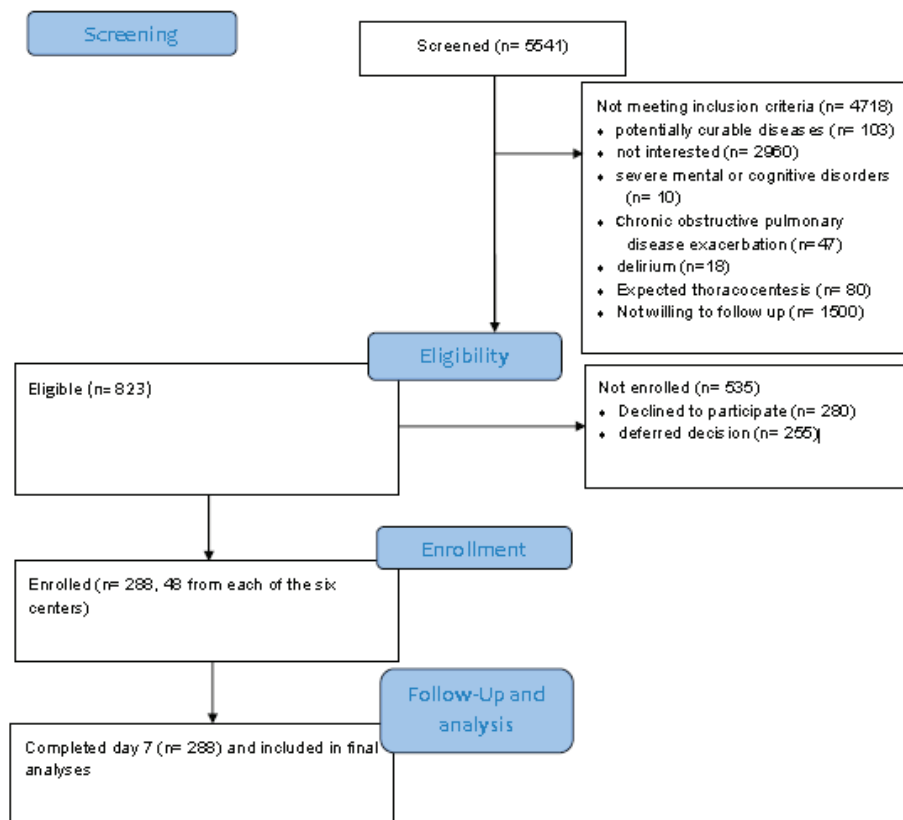 Screening
Screened (n= 5541)
Not meeting inclusion criteria (n= 4718)
♦ potentially curable diseases (n= 103)
♦ not interested (n= 2960)
♦ severe mental or cognitive disorders
(n= 10)
♦ Chronic obstructive pulmonary
disease exacerbation (n=47)
♦ delirium (n=18)
♦ Expected thoracocentesis (n= 80)
♦ Not willing to follow up (n= 1500)
Eligibility
Eligible (n= 823)
Not enrolled (n= 535)
♦ Declined to participate (n= 280)
♦ deferred decision (n= 255)
Enrollment
Enrolled (n= 288, 48 from each of the six
centers)
Follow-Up and
analysis
Completed day 7 (n= 288) and included in final
analyses